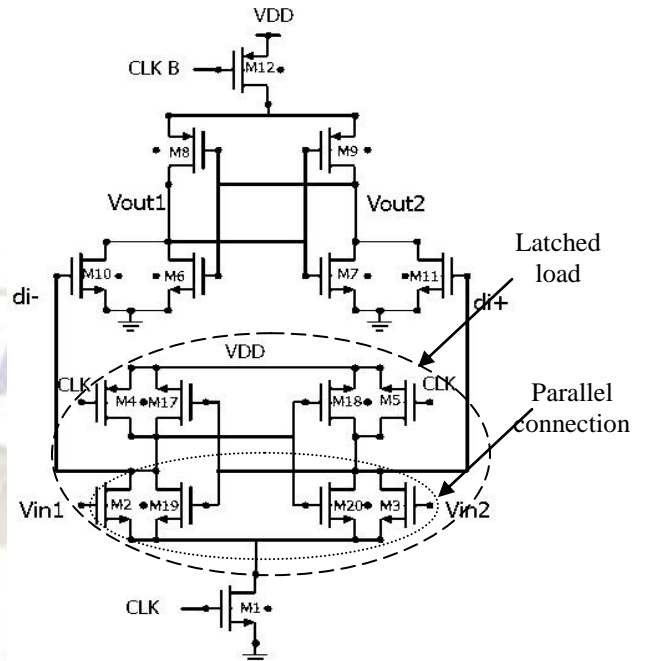 VDD
CLK B
M12
M8
M9
Vout1
Vout2
Latched
load
M10
M6
M7
M11
di-
di+
VDD
CLK
M4
M17
M18
M5
CLK
Parallel
connection
Vin1
M2
M19
M20
M3
Vin2
CLK
M1